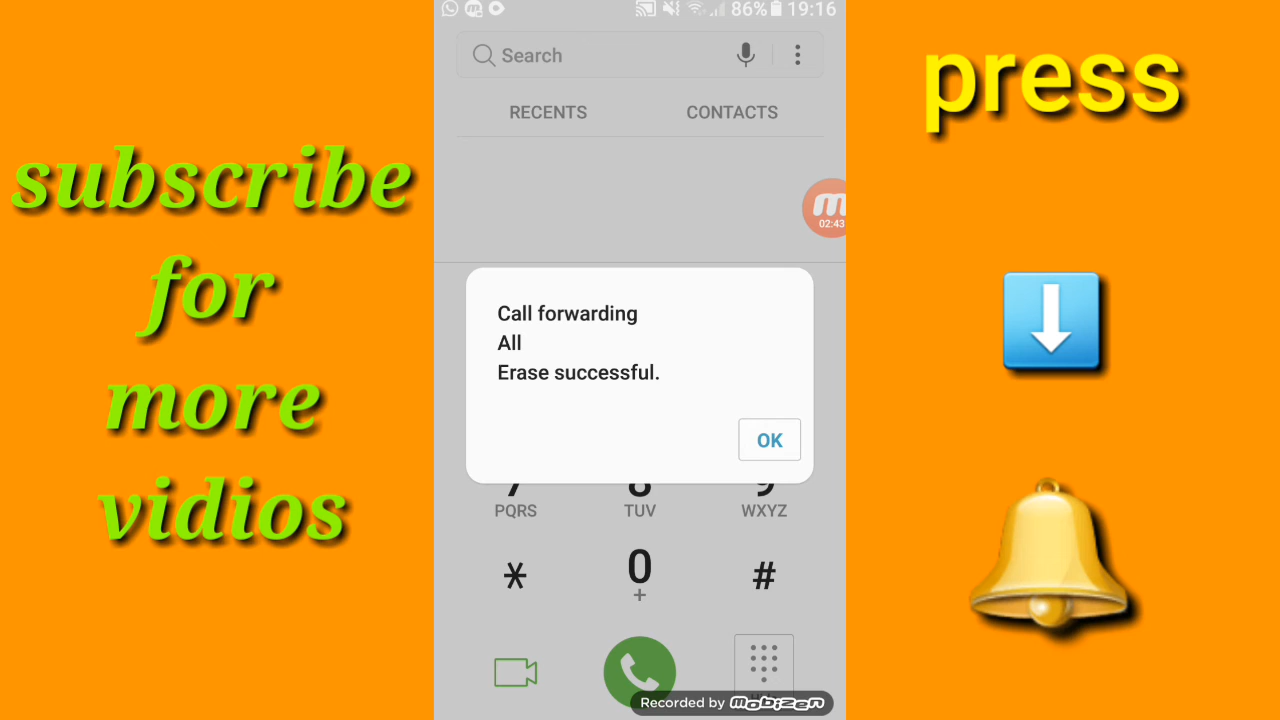 subscribe
for
more
vidios
86% 19:16
Search
RECENTS
CONTACTS
02:43
Call forwarding
All
Erase successful.
OK
PQRS
TUV
WXYZ
*
0
#
+
Recorded by mobizen
press